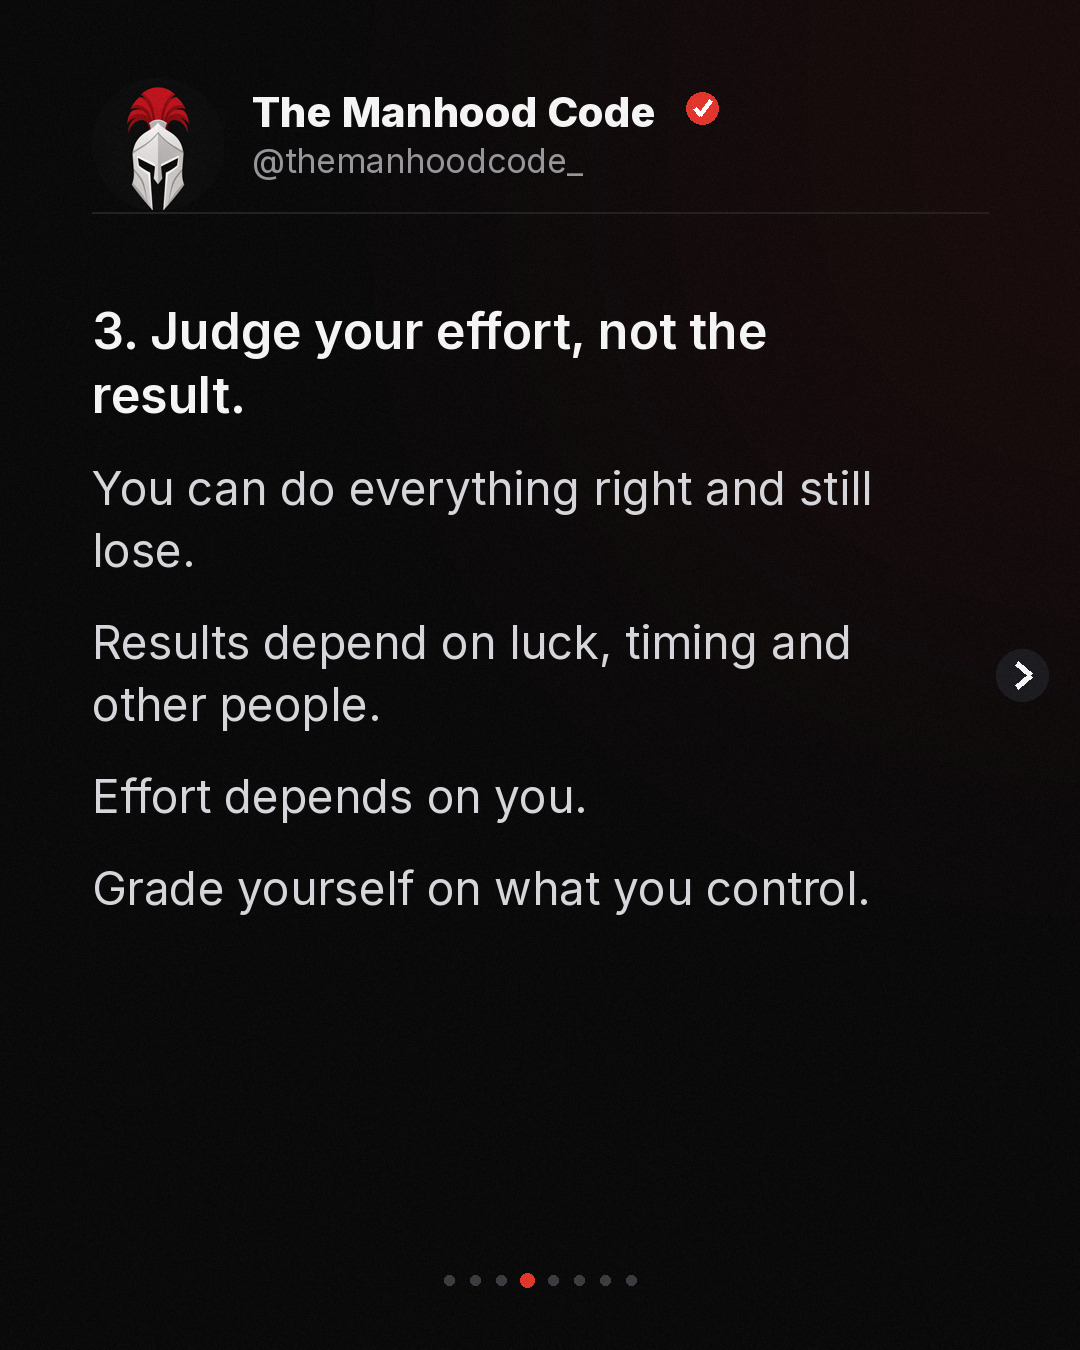 The Manhood Code
@themanhoodcode_
3. Judge your effort, not the
result.
You can do everything right and still
lose.
Results depend on luck, timing and
other people.
Effort depends on you.
Grade yourself on what you control.